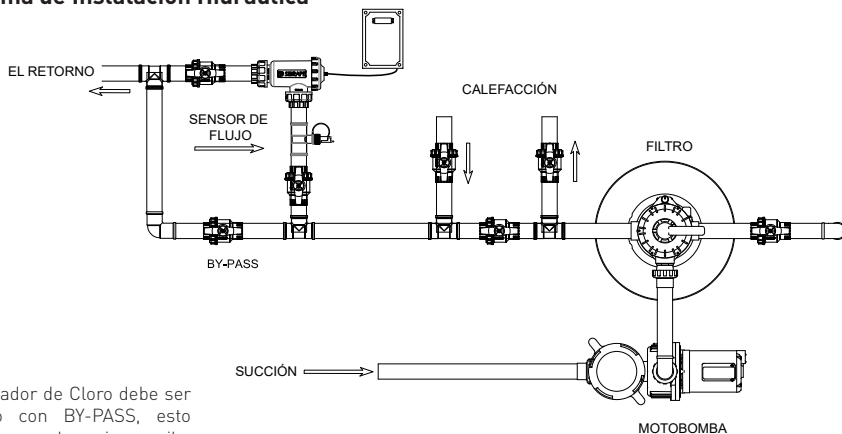 de Instalación Hidráulica
EL RETORNO
CALEFACCIÓN
SENSOR DE
FLUJO
FILTRO
BY-PASS
SUCCIÓN
ador de Cloro debe ser
con BY-PASS, esto
MOTOBOMBA